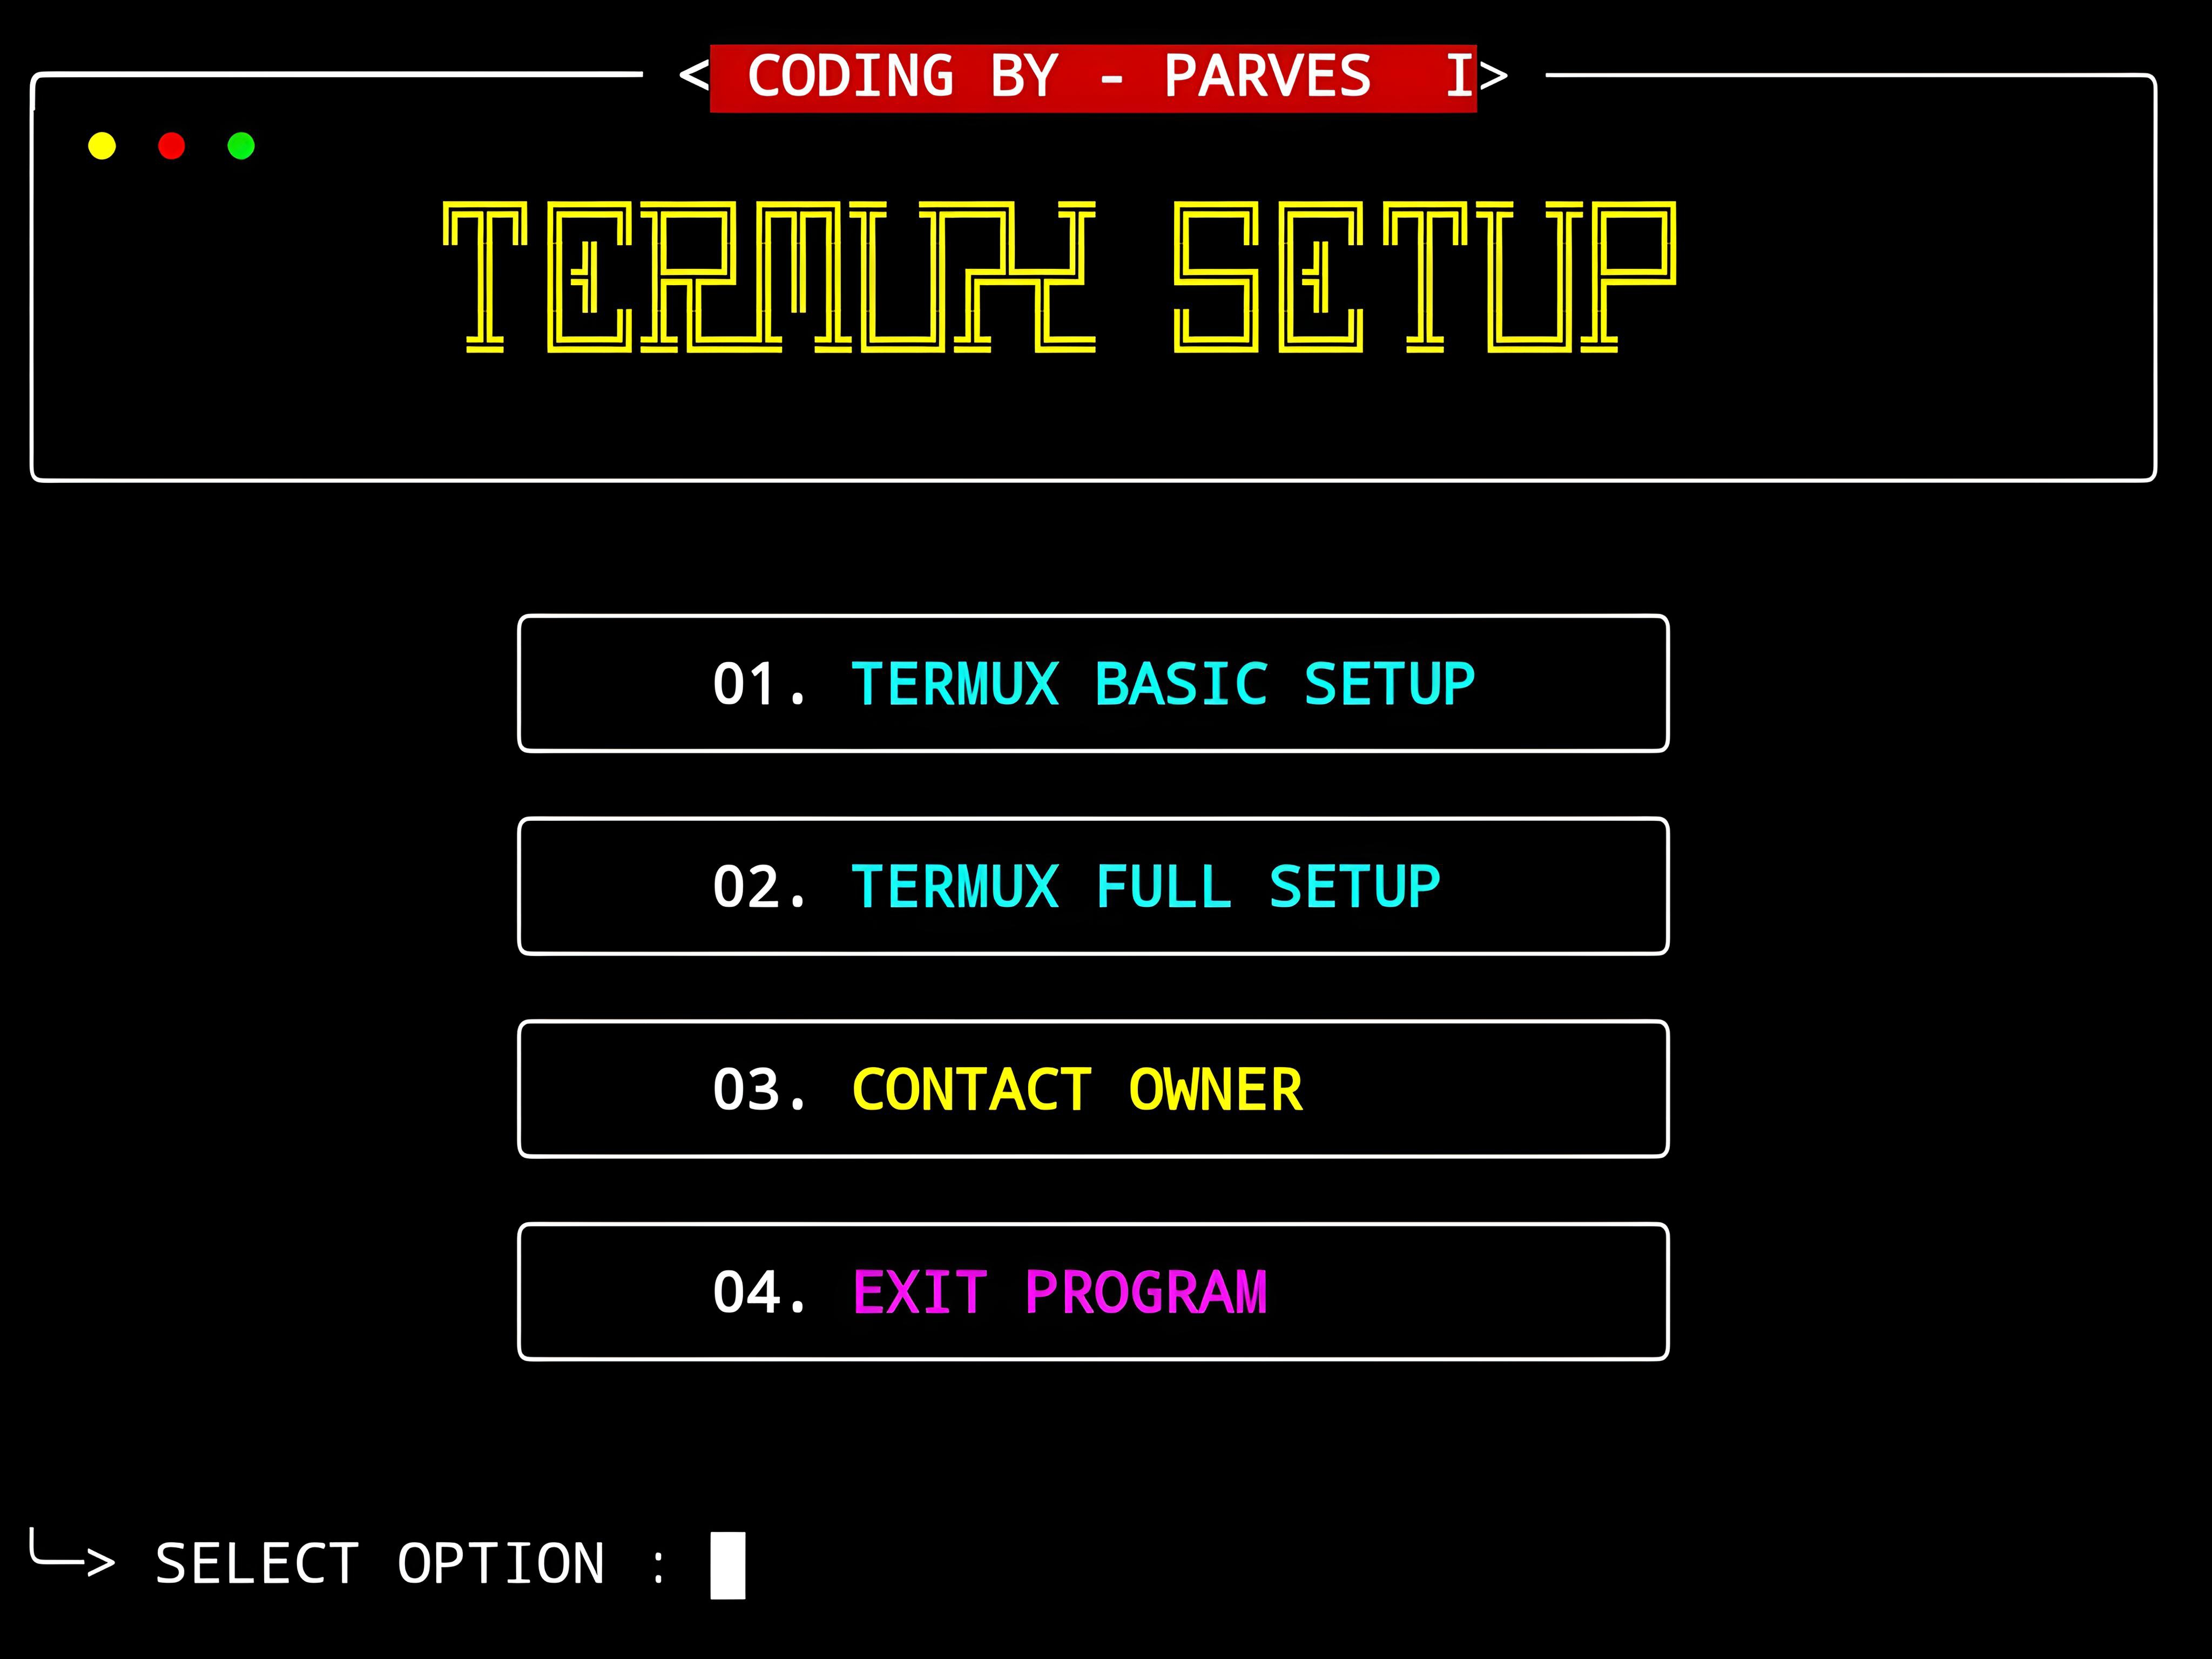 < CODING BY - PARVES  I>
TERMUX SETUP
01. TERMUX BASIC SETUP
02. TERMUX FULL SETUP
03. CONTACT OWNER
04. EXIT PROGRAM
╰─> SELECT OPTION :